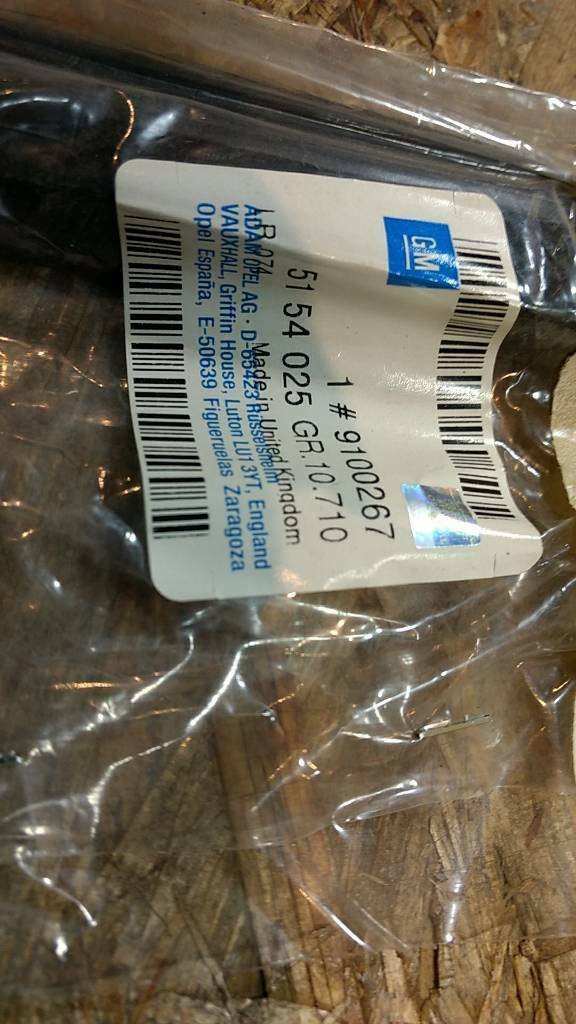 GM
1 # 9100267
51 54 025 GR.10.710
Made in United Kingdom
ADAM OPEL AG · D-65423 Rüsselsheim
VAUXHALL, Griffin House, Luton LU1 3YT, England
Opel España, E-50639 Figueruelas Zaragoza